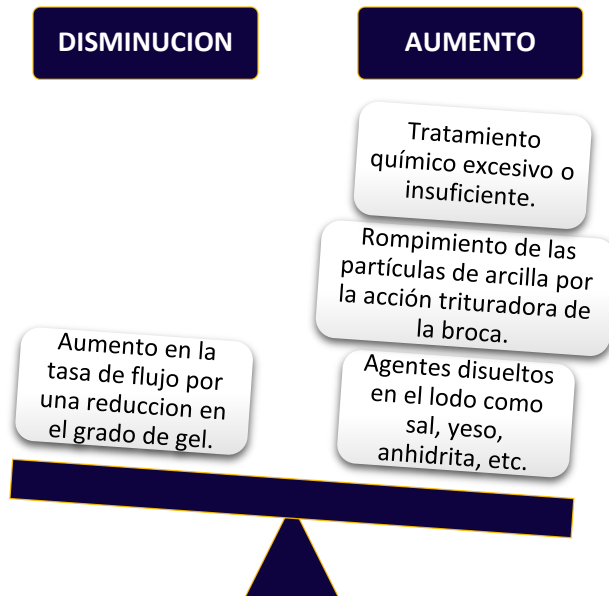 DISMINUCION
AUMENTO
Tratamiento
químico excesivo o
insuficiente.
Rompimiento de las
partículas de arcilla por
la acción trituradora de
la broca.
Aumento en la
tasa de flujo por
una reduccion en
el grado de gel.
Agentes disueltos
en el lodo como
sal, yeso,
anhidrita, etc.